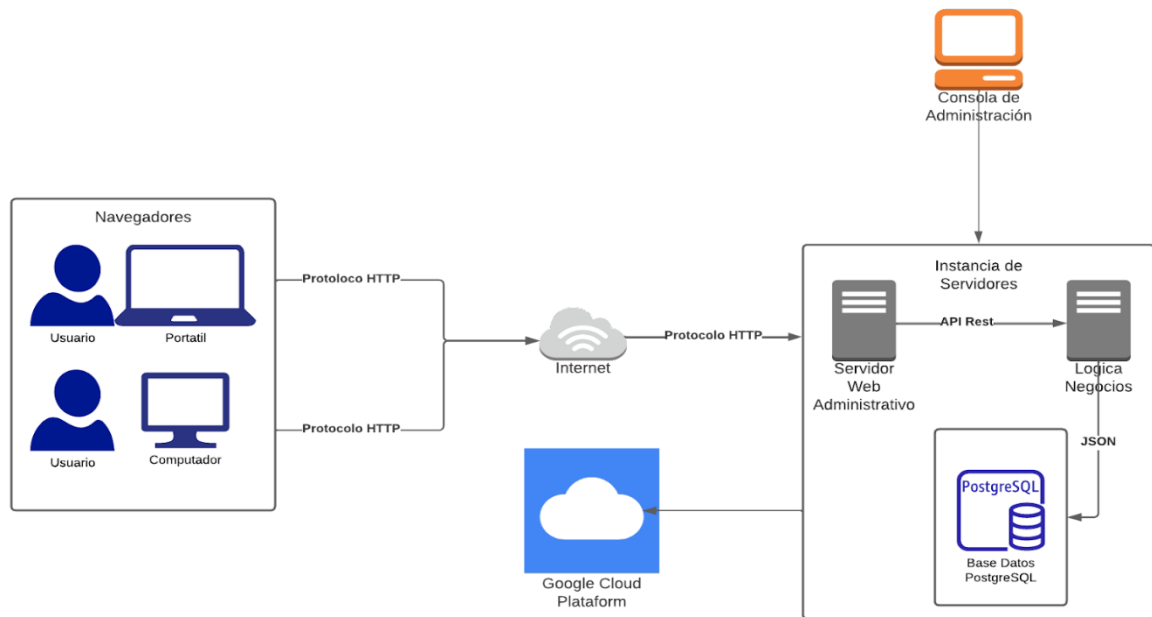 Consola de
Administración
Navegadores
Usuario
Portatil
Protoloco HTTP
Usuario
Computador
Protocolo HTTP
Internet
Protocolo HTTP
Instancia de
Servidores
Servidor
Web
Administrativo
API Rest
Logica
Negocios
JSON
PostgreSQL
Base Datos
PostgreSQL
Google Cloud
Plataform